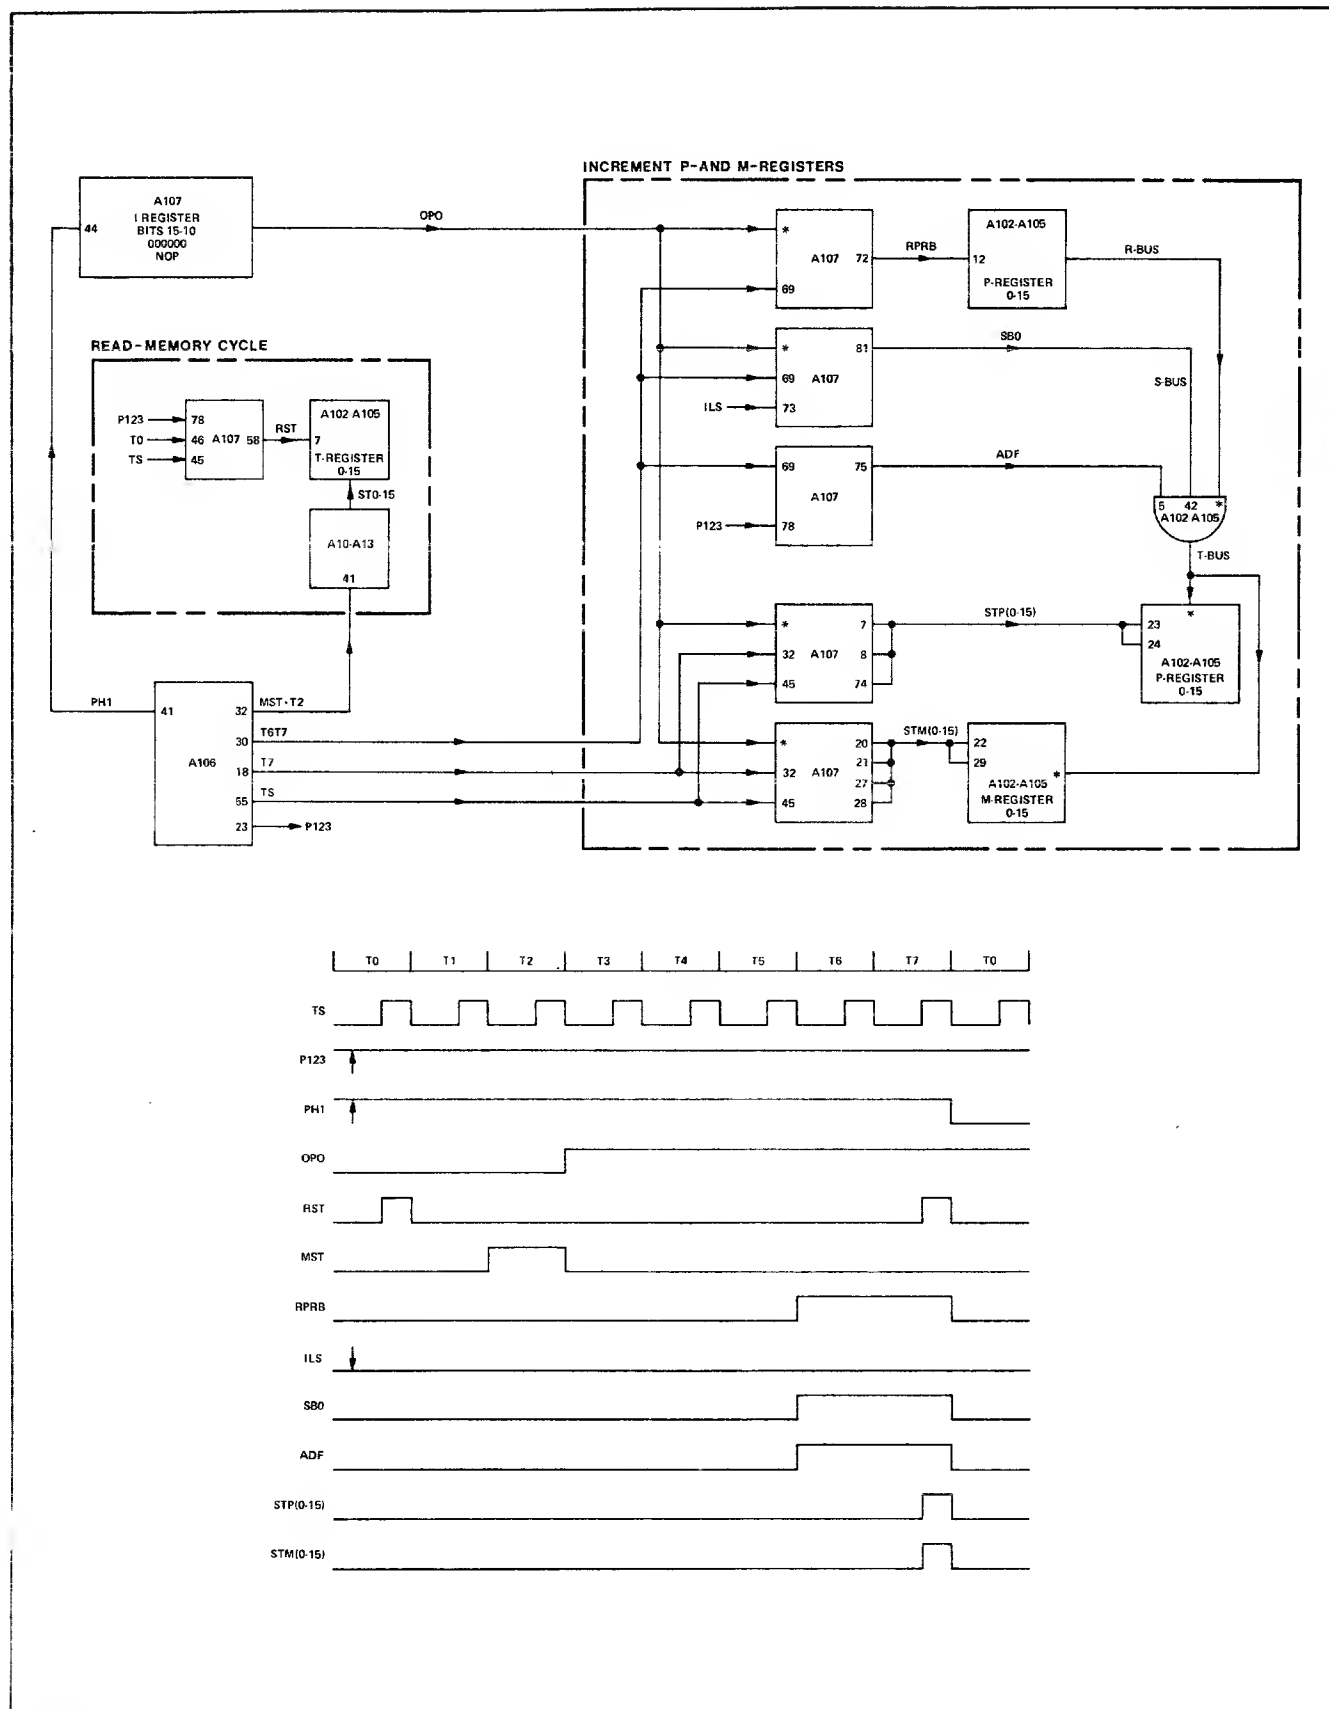 INCREMENT P-AND M-REGISTERS
A107
I REGISTER
BITS 15-10
000000
NOP
44
OPO
*
A107
72
69
RPRB
A102-A105
12
P-REGISTER
0-15
R-BUS
READ-MEMORY CYCLE
*
81
69
A107
ILS
73
SB0
S-BUS
P123
78
T0
46
A107
58
TS
45
RST
A102 A105
7
T-REGISTER
0-15
ST0-15
A10-A13
41
69
75
A107
P123
78
ADF
5
42
*
A102 A105
T-BUS
*
7
32
A107
8
45
74
STP(0-15)
*
23
24
A102-A105
P-REGISTER
0-15
PH1
41
32
MST·T2
30
T6T7
A106
18
T7
55
TS
23
P123
*
20
21
32
A107
27
45
28
STM(0-15)
22
29
A102-A105
*
M-REGISTER
0-15
T0 T1 T2 T3 T4 T5 T6 T7 T0
TS
P123
PH1
OPO
RST
MST
RPRB
ILS
SB0
ADF
STP(0-15)
STM(0-15)